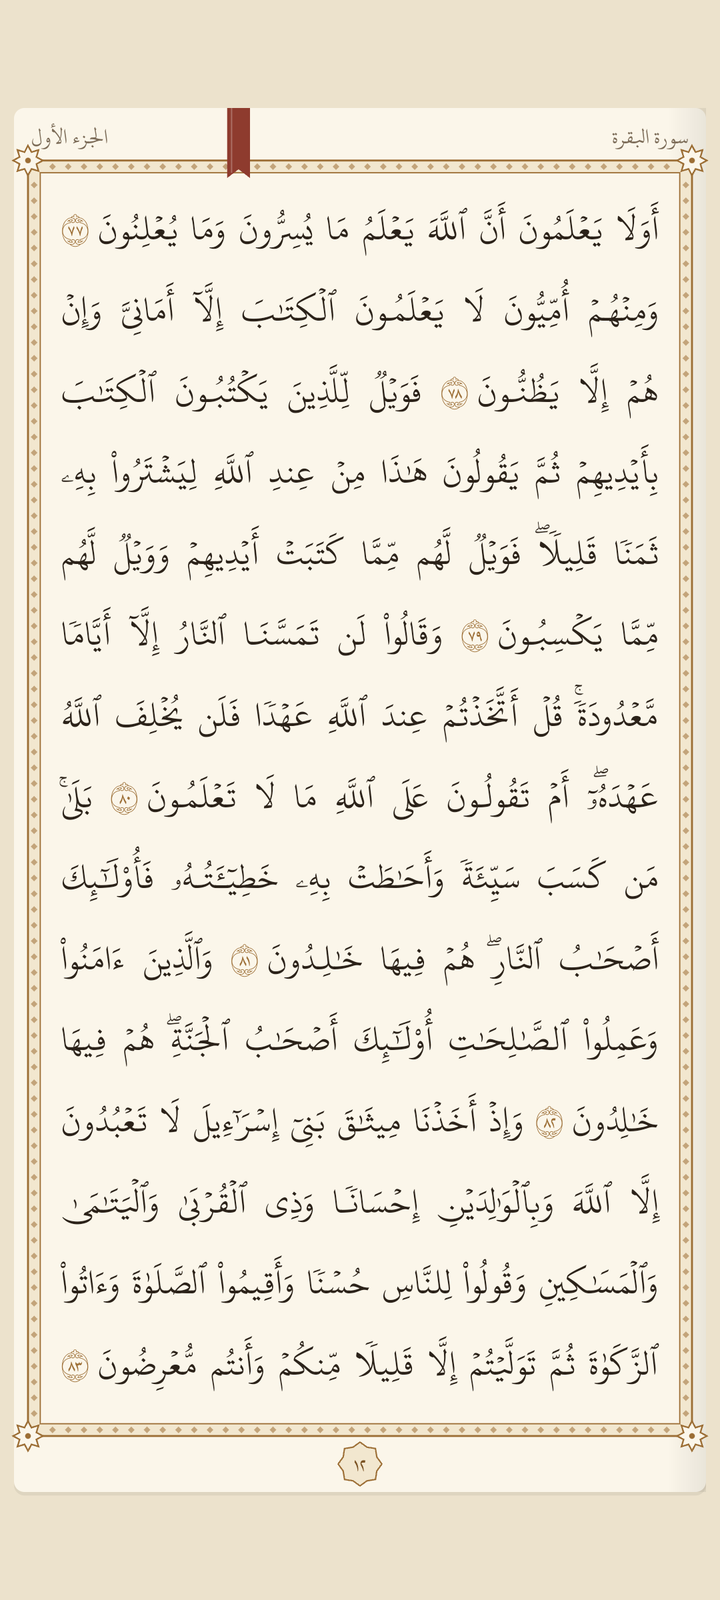 سورة البقرة
الجزء الأول
أَوَلَا يَعۡلَمُونَ أَنَّ ٱللَّهَ يَعۡلَمُ مَا يُسِرُّونَ وَمَا يُعۡلِنُونَ ٧٧
وَمِنۡهُمۡ أُمِّيُّونَ لَا يَعۡلَمُونَ ٱلۡكِتَٰبَ إِلَّآ أَمَانِيَّ وَإِنۡ
هُمۡ إِلَّا يَظُنُّونَ ٧٨ فَوَيۡلٞ لِّلَّذِينَ يَكۡتُبُونَ ٱلۡكِتَٰبَ
بِأَيۡدِيهِمۡ ثُمَّ يَقُولُونَ هَٰذَا مِنۡ عِندِ ٱللَّهِ لِيَشۡتَرُواْ بِهِۦ
ثَمَنٗا قَلِيلٗاۖ فَوَيۡلٞ لَّهُم مِّمَّا كَتَبَتۡ أَيۡدِيهِمۡ وَوَيۡلٞ لَّهُم
مِّمَّا يَكۡسِبُونَ ٧٩ وَقَالُواْ لَن تَمَسَّنَا ٱلنَّارُ إِلَّآ أَيَّامٗا
مَّعۡدُودَةٗۚ قُلۡ أَتَّخَذۡتُمۡ عِندَ ٱللَّهِ عَهۡدٗا فَلَن يُخۡلِفَ ٱللَّهُ
عَهۡدَهُۥٓۖ أَمۡ تَقُولُونَ عَلَى ٱللَّهِ مَا لَا تَعۡلَمُونَ ٨٠ بَلَىٰۚ
مَن كَسَبَ سَيِّئَةٗ وَأَحَٰطَتۡ بِهِۦ خَطِيٓـَٔتُهُۥ فَأُوْلَٰٓئِكَ
أَصۡحَٰبُ ٱلنَّارِۖ هُمۡ فِيهَا خَٰلِدُونَ ٨١ وَٱلَّذِينَ ءَامَنُواْ
وَعَمِلُواْ ٱلصَّٰلِحَٰتِ أُوْلَٰٓئِكَ أَصۡحَٰبُ ٱلۡجَنَّةِۖ هُمۡ فِيهَا
خَٰلِدُونَ ٨٢ وَإِذۡ أَخَذۡنَا مِيثَٰقَ بَنِيٓ إِسۡرَٰٓءِيلَ لَا تَعۡبُدُونَ
إِلَّا ٱللَّهَ وَبِٱلۡوَٰلِدَيۡنِ إِحۡسَانٗا وَذِي ٱلۡقُرۡبَىٰ وَٱلۡيَتَٰمَىٰ
وَٱلۡمَسَٰكِينِ وَقُولُواْ لِلنَّاسِ حُسۡنٗا وَأَقِيمُواْ ٱلصَّلَوٰةَ وَءَاتُواْ
ٱلزَّكَوٰةَ ثُمَّ تَوَلَّيۡتُمۡ إِلَّا قَلِيلٗا مِّنكُمۡ وَأَنتُم مُّعۡرِضُونَ ٨٣
١٢